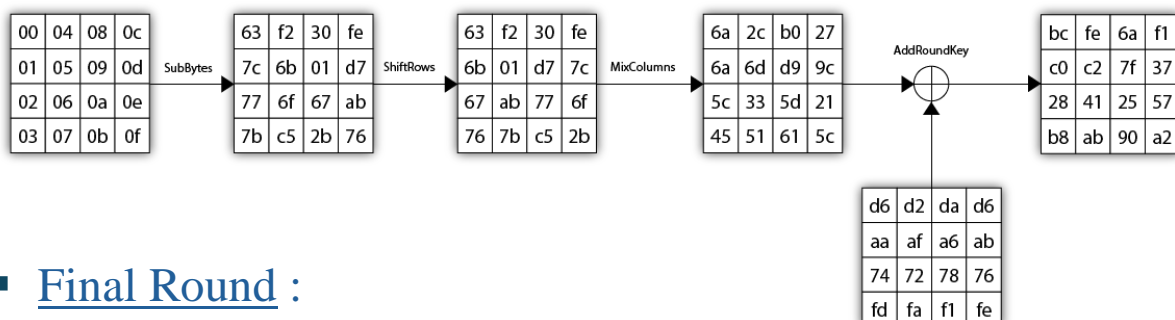 00 04 08 0c 63 f2 30 fe 63 f2 30 fe 6a 2c b0 27 bc fe 6a f1
AddRoundKey
01 05 09 0d SubBytes 7c 6b 01 d7 ShiftRows 6b 01 d7 7c MixColumns 6a 6d d9 9c c0 c2 7f 37
02 06 0a 0e 77 6f 67 ab 67 ab 77 6f 5c 33 5d 21 28 41 25 57
03 07 0b 0f 7b c5 2b 76 76 7b c5 2b 45 51 61 5c b8 ab 90 a2
d6 d2 da d6
aa af a6 ab
74 72 78 76
▪ Final Round :
fd fa f1 fe